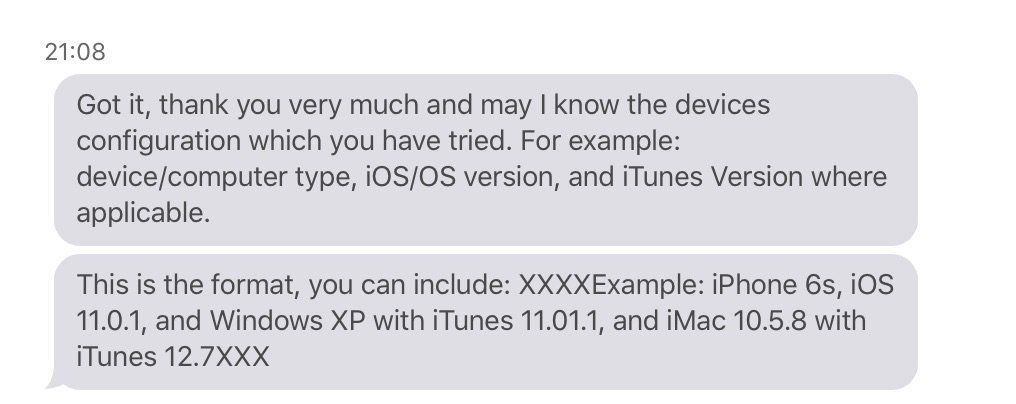 21:08
Got it, thank you very much and may I know the devices
configuration which you have tried. For example:
device/computer type, iOS/OS version, and iTunes Version where
applicable.
This is the format, you can include: XXXXExample: iPhone 6s, iOS
11.0.1, and Windows XP with iTunes 11.01.1, and iMac 10.5.8 with
iTunes 12.7XXX